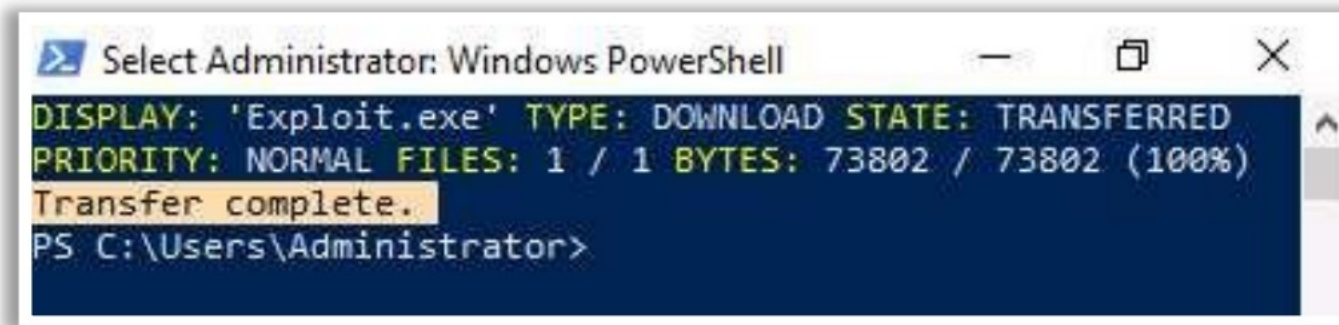 Select Administrator: Windows PowerShell
DISPLAY: 'Exploit.exe' TYPE: DOWNLOAD STATE: TRANSFERRED
PRIORITY: NORMAL FILES: 1 / 1 BYTES: 73802 / 73802 (100%)
Transfer complete.
PS C:\Users\Administrator>